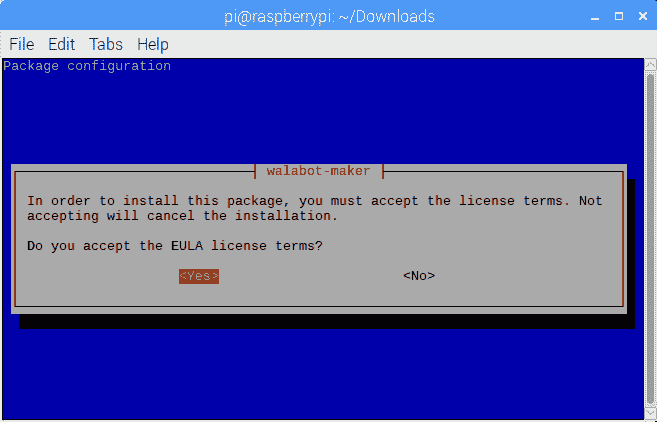 pi@raspberrypi: ~/Downloads
File Edit Tabs Help
Package configuration
walabot-maker
In order to install this package, you must accept the license terms. Not
accepting will cancel the installation.
Do you accept the EULA license terms?
<Yes> <No>